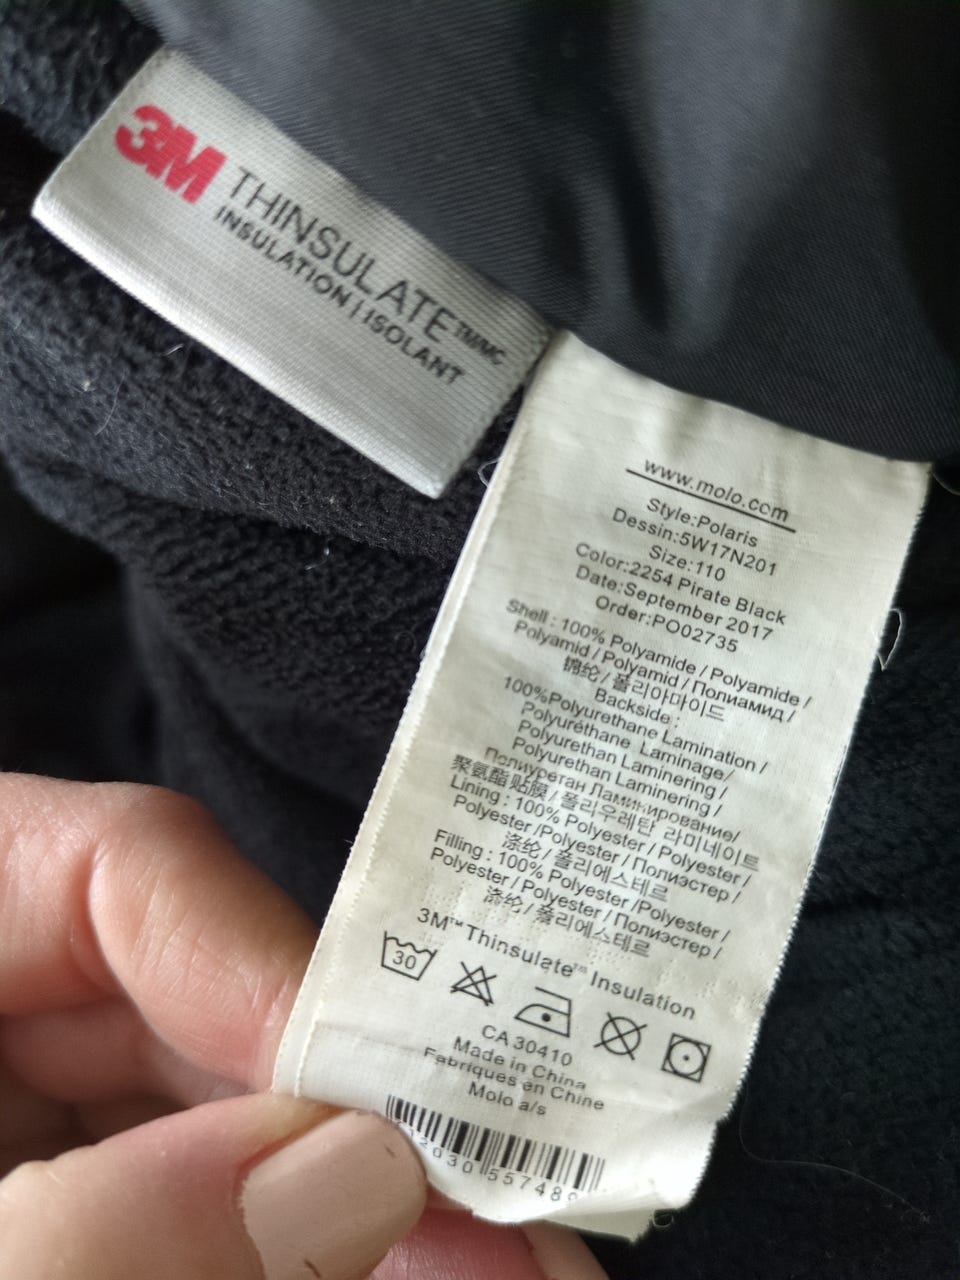 3M
THINSULATE™/MC
INSULATION | ISOLANT
www.molo.com
Style:Polaris
Dessin:5W17N201
Size:110
Color:2254 Pirate Black
Date:September 2017
Order:PO02735
Shell : 100% Polyamide / Polyamide /
Polyamid / Polyamid / Полиамид /
锦纶 / 폴리아마이드
Backside :
100%Polyurethane Lamination /
Polyuréthane Larminage/
Polyurethan Laminering /
Polyurethan Laminering /
Полиуретан Ламинирование/
聚氨酯 贴膜 / 폴리우레탄 라미네이트
Lining : 100% Polyester / Polyester /
Polyester /Polyester / Полиэстер /
涤纶 / 폴리에스테르
Filling : 100% Polyester /Polyester /
Polyester / Polyester / Полиэстер /
涤纶 / 폴리에스테르
3M™ Thinsulate™ Insulation
30
CA 30410
Made in China
Fabriques en Chine
Molo a/s
2030 557489